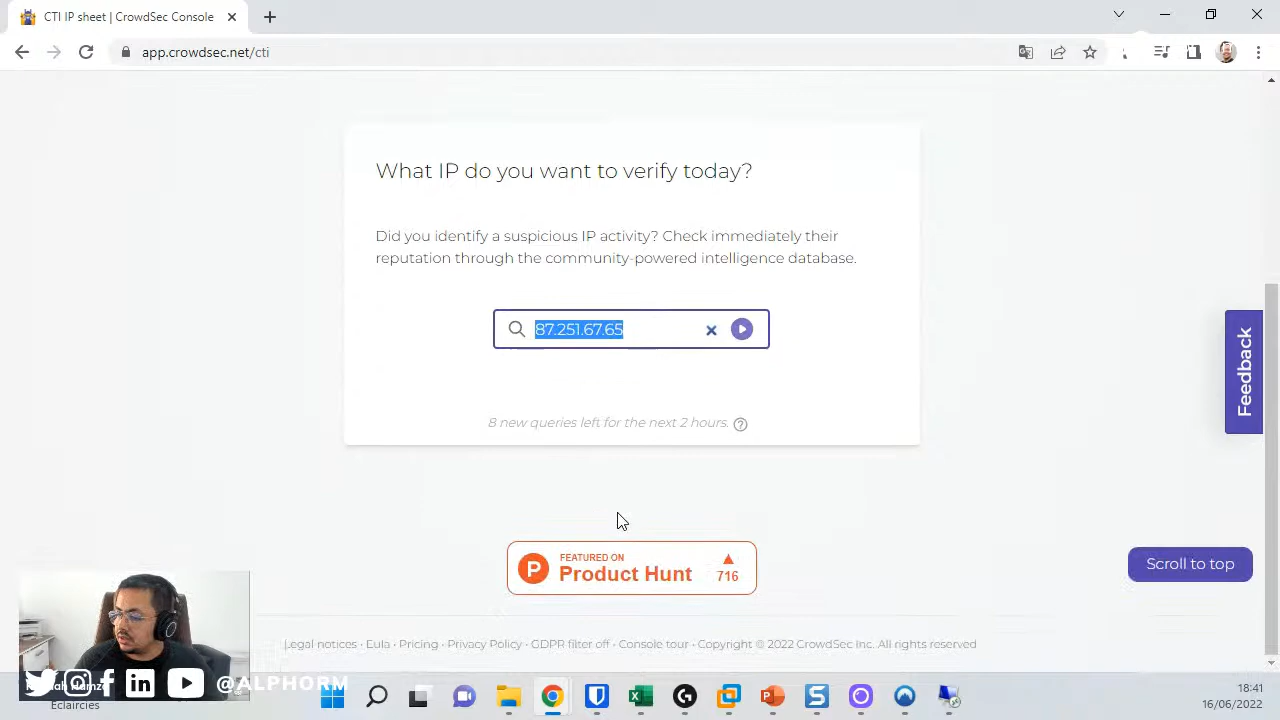 CTI IP sheet | CrowdSec Console
app.crowdsec.net/cti
What IP do you want to verify today?
Did you identify a suspicious IP activity? Check immediately their
reputation through the community-powered intelligence database.
87.251.67.65
8 new queries left for the next 2 hours.
Feedback
FEATURED ON
Product Hunt
716
Scroll to top
Legal notices · Eula · Pricing · Privacy Policy · GDPR filter off · Console tour · Copyright © 2022 CrowdSec Inc. All rights reserved
@ALPHORM
Eclaircies
18:41
16/06/2022